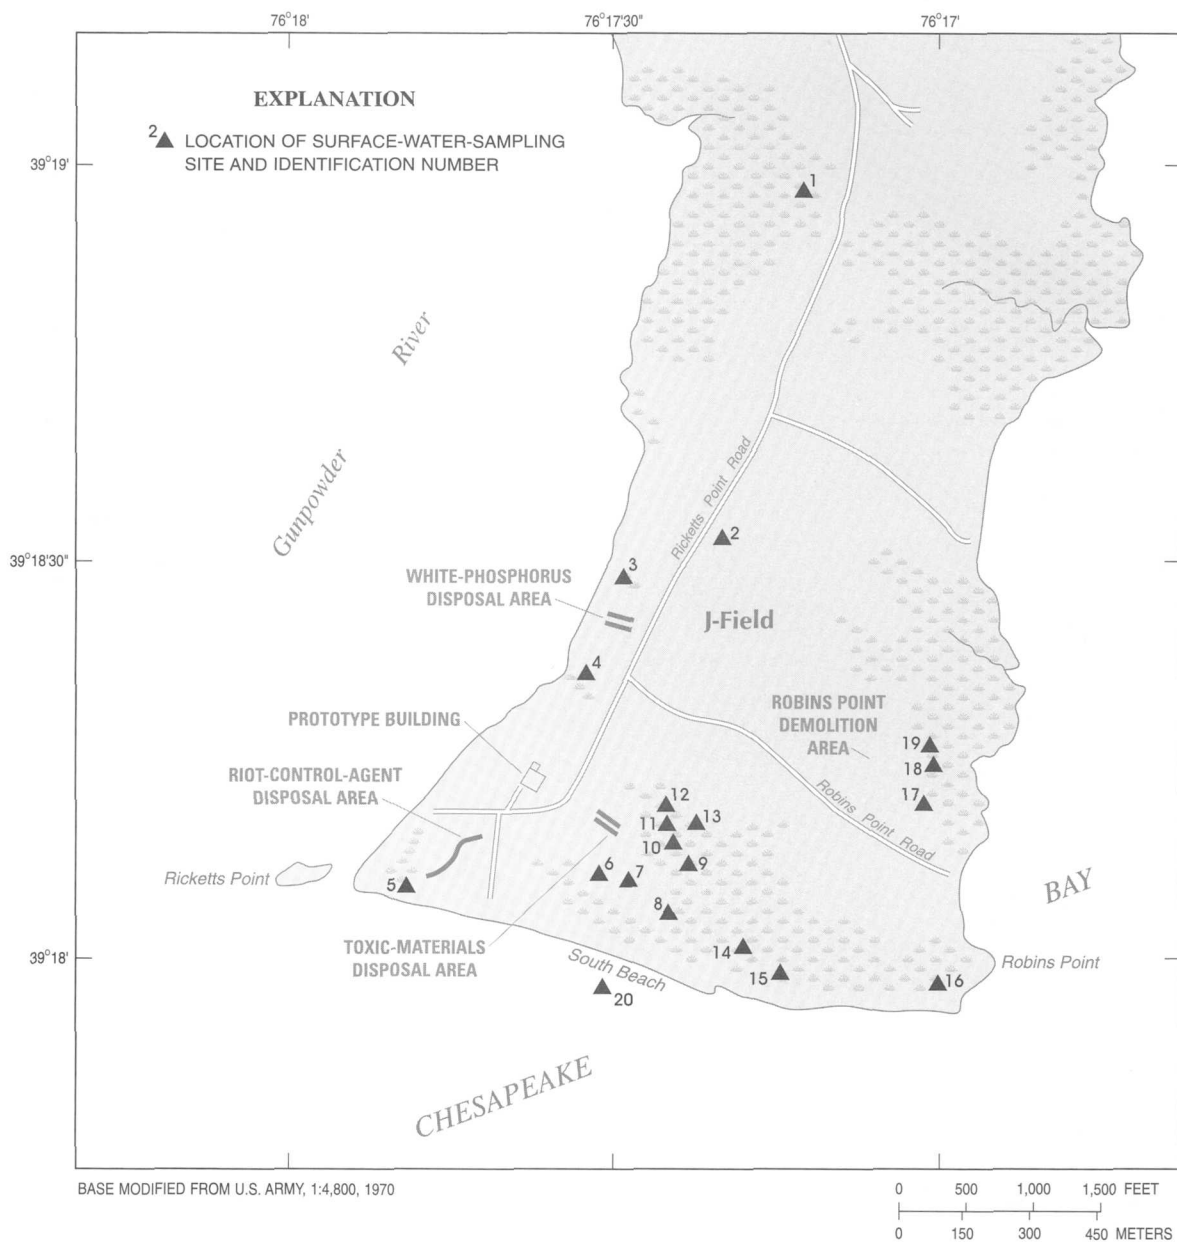 76°18'
76°17'30"
76°17'
EXPLANATION
2 LOCATION OF SURFACE-WATER-SAMPLING
SITE AND IDENTIFICATION NUMBER
39°19'
1
River
Gunpowder
Ricketts Point Road
2
39°18'30"
3
WHITE-PHOSPHORUS
DISPOSAL AREA
J-Field
4
PROTOTYPE BUILDING
ROBINS POINT
DEMOLITION
AREA
19
18
17
RIOT-CONTROL-AGENT
DISPOSAL AREA
12
11
13
10
9
Robins Point Road
6
7
Ricketts Point
5
8
BAY
TOXIC-MATERIALS
DISPOSAL AREA
14
15
16
39°18'
South Beach
Robins Point
20
CHESAPEAKE
BASE MODIFIED FROM U.S. ARMY, 1:4,800, 1970
0 500 1,000 1,500 FEET
0 150 300 450 METERS